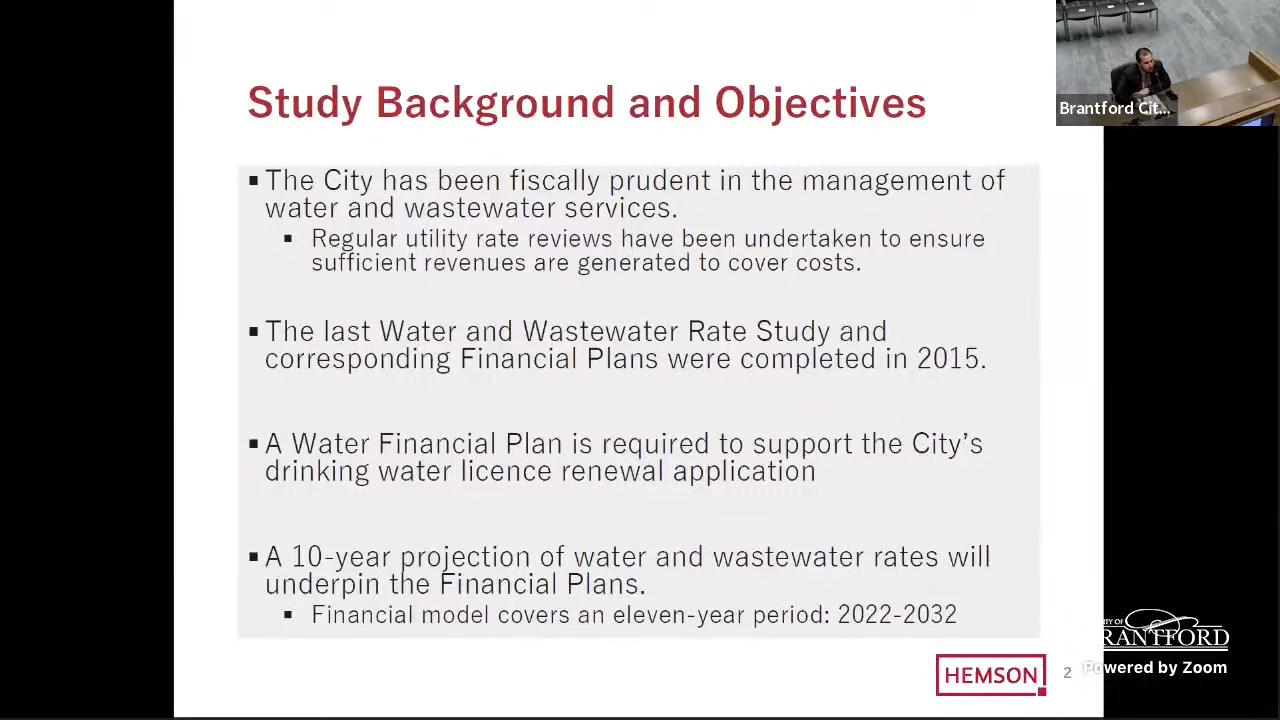 Study Background and Objectives
▪ The City has been fiscally prudent in the management of
water and wastewater services.
▪ Regular utility rate reviews have been undertaken to ensure
sufficient revenues are generated to cover costs.
▪ The last Water and Wastewater Rate Study and
corresponding Financial Plans were completed in 2015.
▪ A Water Financial Plan is required to support the City's
drinking water licence renewal application
▪ A 10-year projection of water and wastewater rates will
underpin the Financial Plans.
▪ Financial model covers an eleven-year period: 2022-2032
HEMSON
2
Brantford Cit...
RANTFORD
Powered by Zoom